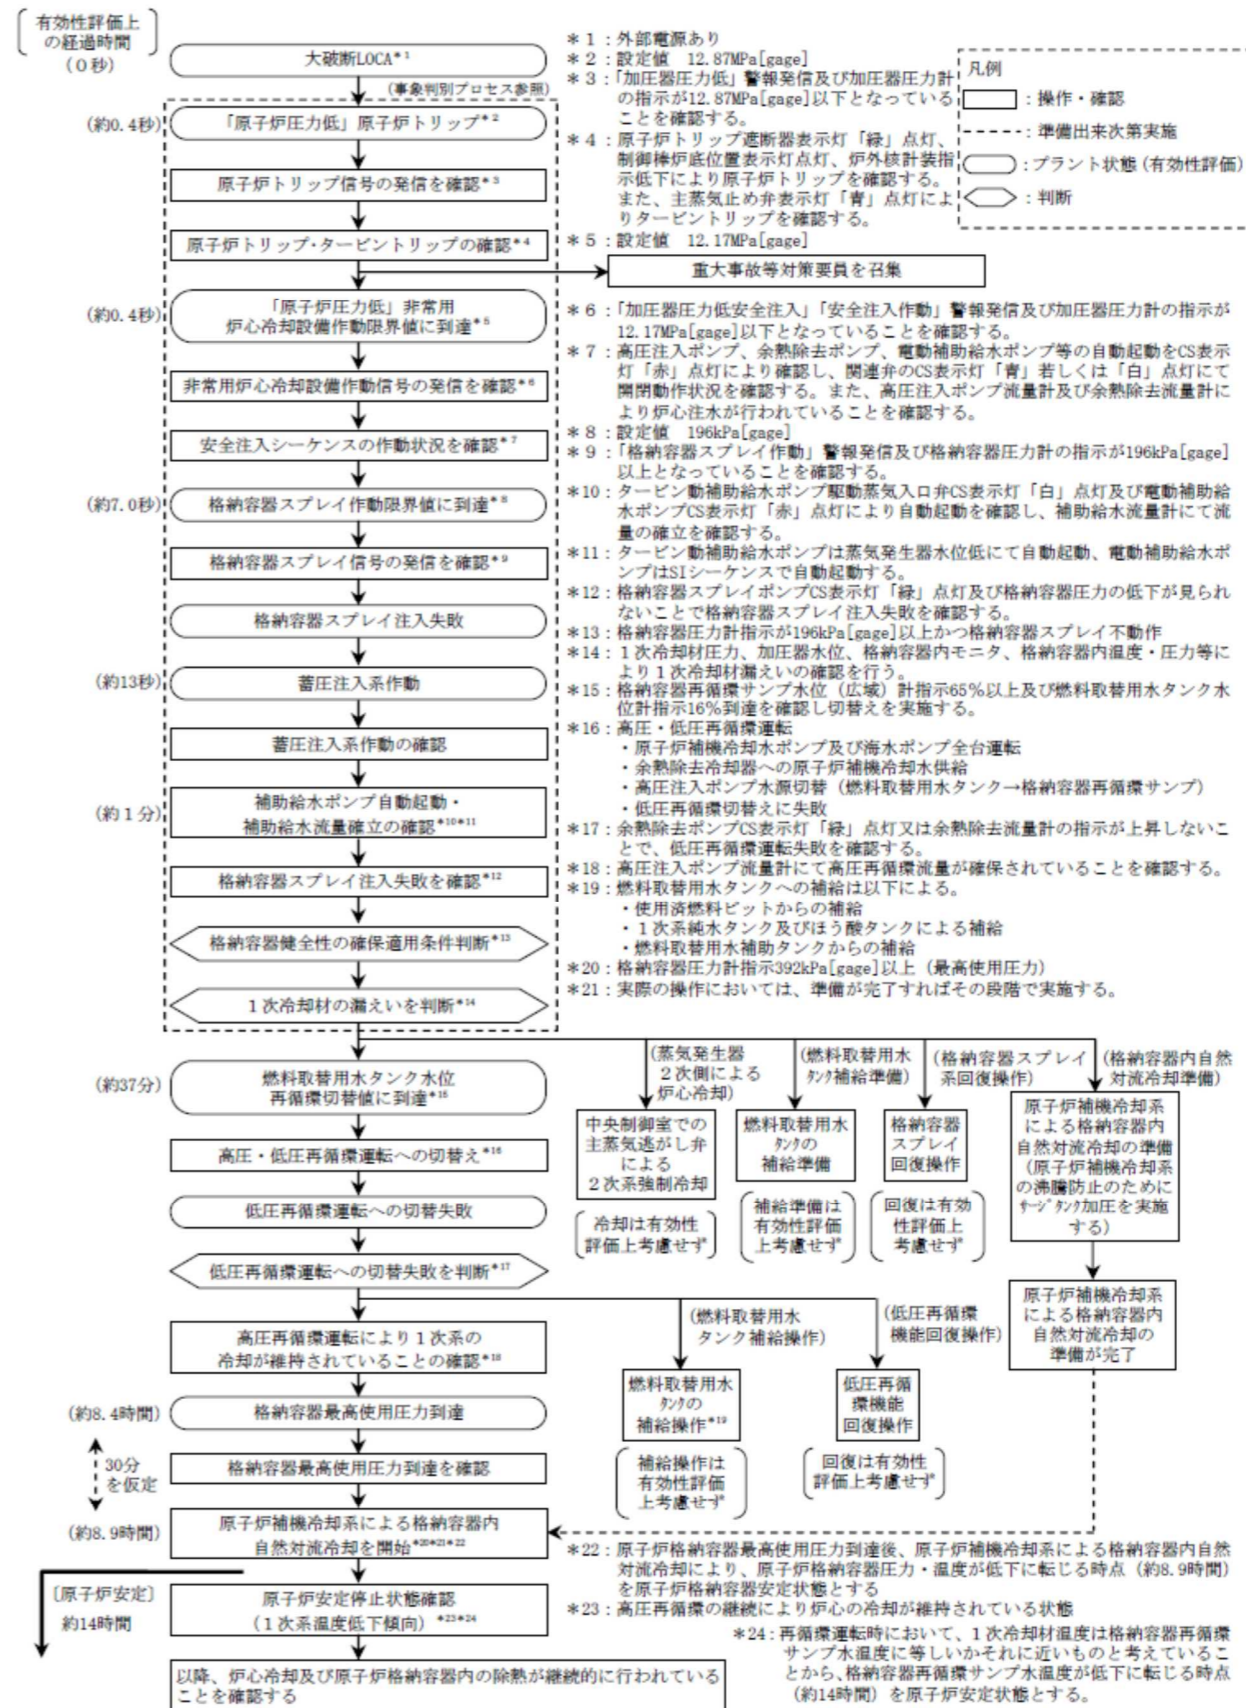 有効性評価上
の経過時間
(0秒)
大破断LOCA*1
(事象判別プロセス参照)
(約0.4秒)
「原子炉圧力低」原子炉トリップ*2
原子炉トリップ信号の発信を確認*3
原子炉トリップ・タービントリップの確認*4
重大事故等対策要員を召集
(約0.4秒)
「原子炉圧力低」非常用
炉心冷却設備作動限界値に到達*5
非常用炉心冷却設備作動信号の発信を確認*6
安全注入シーケンスの作動状況を確認*7
(約7.0秒)
格納容器スプレイ作動限界値に到達*8
格納容器スプレイ信号の発信を確認*9
格納容器スプレイ注入失敗
(約13秒)
蓄圧注入系作動
蓄圧注入系作動の確認
(約1分)
補助給水ポンプ自動起動・
補助給水流量確立の確認*10*11
格納容器スプレイ注入失敗を確認*12
格納容器健全性の確保適用条件判断*13
1次冷却材の漏えいを判断*14
*1:外部電源あり
*2:設定値 12.87MPa[gage]
*3:「加圧器圧力低」警報発信及び加圧器圧力計
の指示が12.87MPa[gage]以下となっている
ことを確認する。
*4:原子炉トリップ遮断器表示灯「緑」点灯、
制御棒炉底位置表示灯点灯、炉外核計装指
示低下により原子炉トリップを確認する。
また、主蒸気止め弁表示灯「青」点灯によ
りタービントリップを確認する。
*5:設定値 12.17MPa[gage]
凡例
:操作・確認
:準備出来次第実施
:プラント状態(有効性評価)
:判断
*6:「加圧器圧力低安全注入」「安全注入作動」警報発信及び加圧器圧力計の指示が
12.17MPa[gage]以下となっていることを確認する。
*7:高圧注入ポンプ、余熱除去ポンプ、電動補助給水ポンプ等の自動起動をCS表示
灯「赤」点灯により確認し、関連弁のCS表示灯「青」若しくは「白」点灯にて
開閉動作状況を確認する。また、高圧注入ポンプ流量計及び余熱除去流量計に
より炉心注水が行われていることを確認する。
*8:設定値 196kPa[gage]
*9:「格納容器スプレイ作動」警報発信及び格納容器圧力計の指示が196kPa[gage]
以上となっていることを確認する。
*10:タービン動補助給水ポンプ駆動蒸気入口弁CS表示灯「白」点灯及び電動補助給
水ポンプCS表示灯「赤」点灯により自動起動を確認し、補助給水流量計にて流
量の確立を確認する。
*11:タービン動補助給水ポンプは蒸気発生器水位低にて自動起動、電動補助給水ポ
ンプはSIシーケンスで自動起動する。
*12:格納容器スプレイポンプCS表示灯「緑」点灯及び格納容器圧力の低下が見られ
ないことで格納容器スプレイ注入失敗を確認する。
*13:格納容器圧力計指示が196kPa[gage]以上かつ格納容器スプレイ不動作
*14:1次冷却材圧力、加圧器水位、格納容器内モニタ、格納容器内温度・圧力等に
より1次冷却材漏えいの確認を行う。
*15:格納容器再循環サンプ水位(広域)計指示65%以上及び燃料取替用水タンク水
位計指示16%到達を確認し切替えを実施する。
*16:高圧・低圧再循環運転
・原子炉補機冷却水ポンプ及び海水ポンプ全台運転
・余熱除去冷却器への原子炉補機冷却水供給
・高圧注入ポンプ水源切替(燃料取替用水タンク→格納容器再循環サンプ)
・低圧再循環切替えに失敗
*17:余熱除去ポンプCS表示灯「緑」点灯又は余熱除去流量計の指示が上昇しないこ
とで、低圧再循環運転失敗を確認する。
*18:高圧注入ポンプ流量計にて高圧再循環流量が確保されていることを確認する。
*19:燃料取替用水タンクへの補給は以下による。
・使用済燃料ピットからの補給
・1次系純水タンク及びほう酸タンクによる補給
・燃料取替用水補助タンクからの補給
*20:格納容器圧力計指示392kPa[gage]以上(最高使用圧力)
*21:実際の操作においては、準備が完了すればその段階で実施する。
(約37分)
燃料取替用水タンク水位
再循環切替値に到達*15
高圧・低圧再循環運転への切替え*16
低圧再循環運転への切替失敗
低圧再循環運転への切替失敗を判断*17
(蒸気発生器
2次側による
炉心冷却)
中央制御室での
主蒸気逃がし弁
による
2次系強制冷却
冷却は有効性
評価上考慮せず
(燃料取替用水
タンク補給準備)
燃料取替用水
タンクの
補給準備
補給準備は
有効性評価
上考慮せず
(格納容器スプレイ
系回復操作)
格納容器
スプレイ
回復操作
回復は有効
性評価上
考慮せず
(格納容器内自然
対流冷却準備)
原子炉補機冷却系
による格納容器内
自然対流冷却の準備
(原子炉補機冷却系
の沸騰防止のために
サージタンク加圧を実施
する)
原子炉補機冷却系
による格納容器内
自然対流冷却の
準備が完了
高圧再循環運転により1次系の
冷却が維持されていることの確認*18
(燃料取替用水
タンク補給操作)
燃料取替用水
タンクの
補給操作*19
補給操作は
有効性評価
上考慮せず
(低圧再循環
機能回復操作)
低圧再循
環機能
回復操作
回復は有効性
評価上考慮せず
(約8.4時間)
格納容器最高使用圧力到達
30分
を仮定
格納容器最高使用圧力到達を確認
(約8.9時間)
原子炉補機冷却系による格納容器内
自然対流冷却を開始*20*21*22
〔原子炉安定〕
約14時間
原子炉安定停止状態確認
(1次系温度低下傾向)*23*24
以降、炉心冷却及び原子炉格納容器内の除熱が継続的に行われている
ことを確認する
*22:原子炉格納容器最高使用圧力到達後、原子炉補機冷却系による格納容器内自然
対流冷却により、原子炉格納容器圧力・温度が低下に転じる時点(約8.9時間)
を原子炉格納容器安定状態とする
*23:高圧再循環の継続により炉心の冷却が維持されている状態
*24:再循環運転時において、1次冷却材温度は格納容器再循環
サンプ水温度に等しいかそれに近いものと考えているこ
とから、格納容器再循環サンプ水温度が低下に転じる時点
(約14時間)を原子炉安定状態とする。